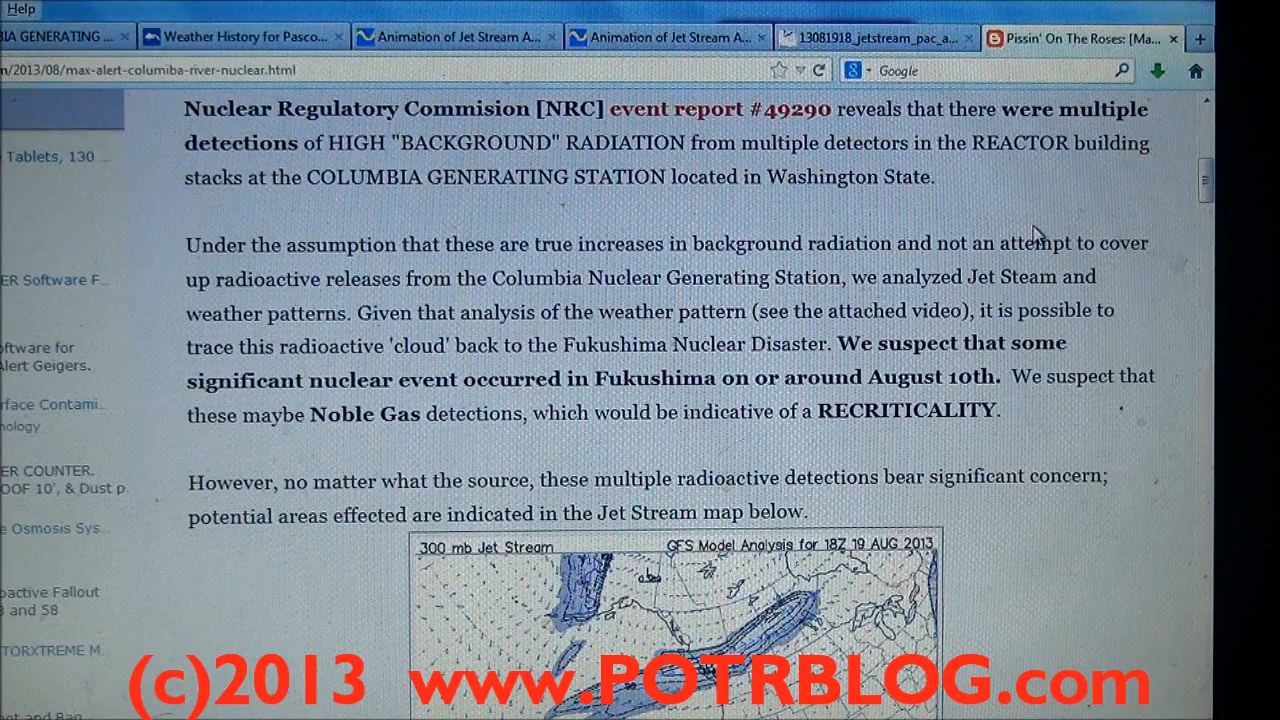 Help
IA GENERATING ... × Weather History for Pasco... × Animation of Jet Stream A... × Animation of Jet Stream A... × 13081918_jetstream_pac_a... × Pissin' On The Roses: [Ma... × +
n/2013/08/max-alert-columiba-river-nuclear.html Google
Nuclear Regulatory Commision [NRC] event report #49290 reveals that there were multiple
detections of HIGH "BACKGROUND" RADIATION from multiple detectors in the REACTOR building
stacks at the COLUMBIA GENERATING STATION located in Washington State.
Under the assumption that these are true increases in background radiation and not an attempt to cover
up radioactive releases from the Columbia Nuclear Generating Station, we analyzed Jet Steam and
weather patterns. Given that analysis of the weather pattern (see the attached video), it is possible to
trace this radioactive 'cloud' back to the Fukushima Nuclear Disaster. We suspect that some
significant nuclear event occurred in Fukushima on or around August 10th. We suspect that
these maybe Noble Gas detections, which would be indicative of a RECRITICALITY.
However, no matter what the source, these multiple radioactive detections bear significant concern;
potential areas effected are indicated in the Jet Stream map below.
300 mb Jet Stream GFS Model Analysis for 18Z 19 AUG 2013
Tablets, 130 ...
ER Software F...
oftware for
Alert Geigers.
rface Contami...
nology
ER COUNTER.
OOF 10', & Dust p
e Osmosis Sys...
oactive Fallout
8 and S8
TORXTREME M
(c)2013 www.POTRBLOG.com